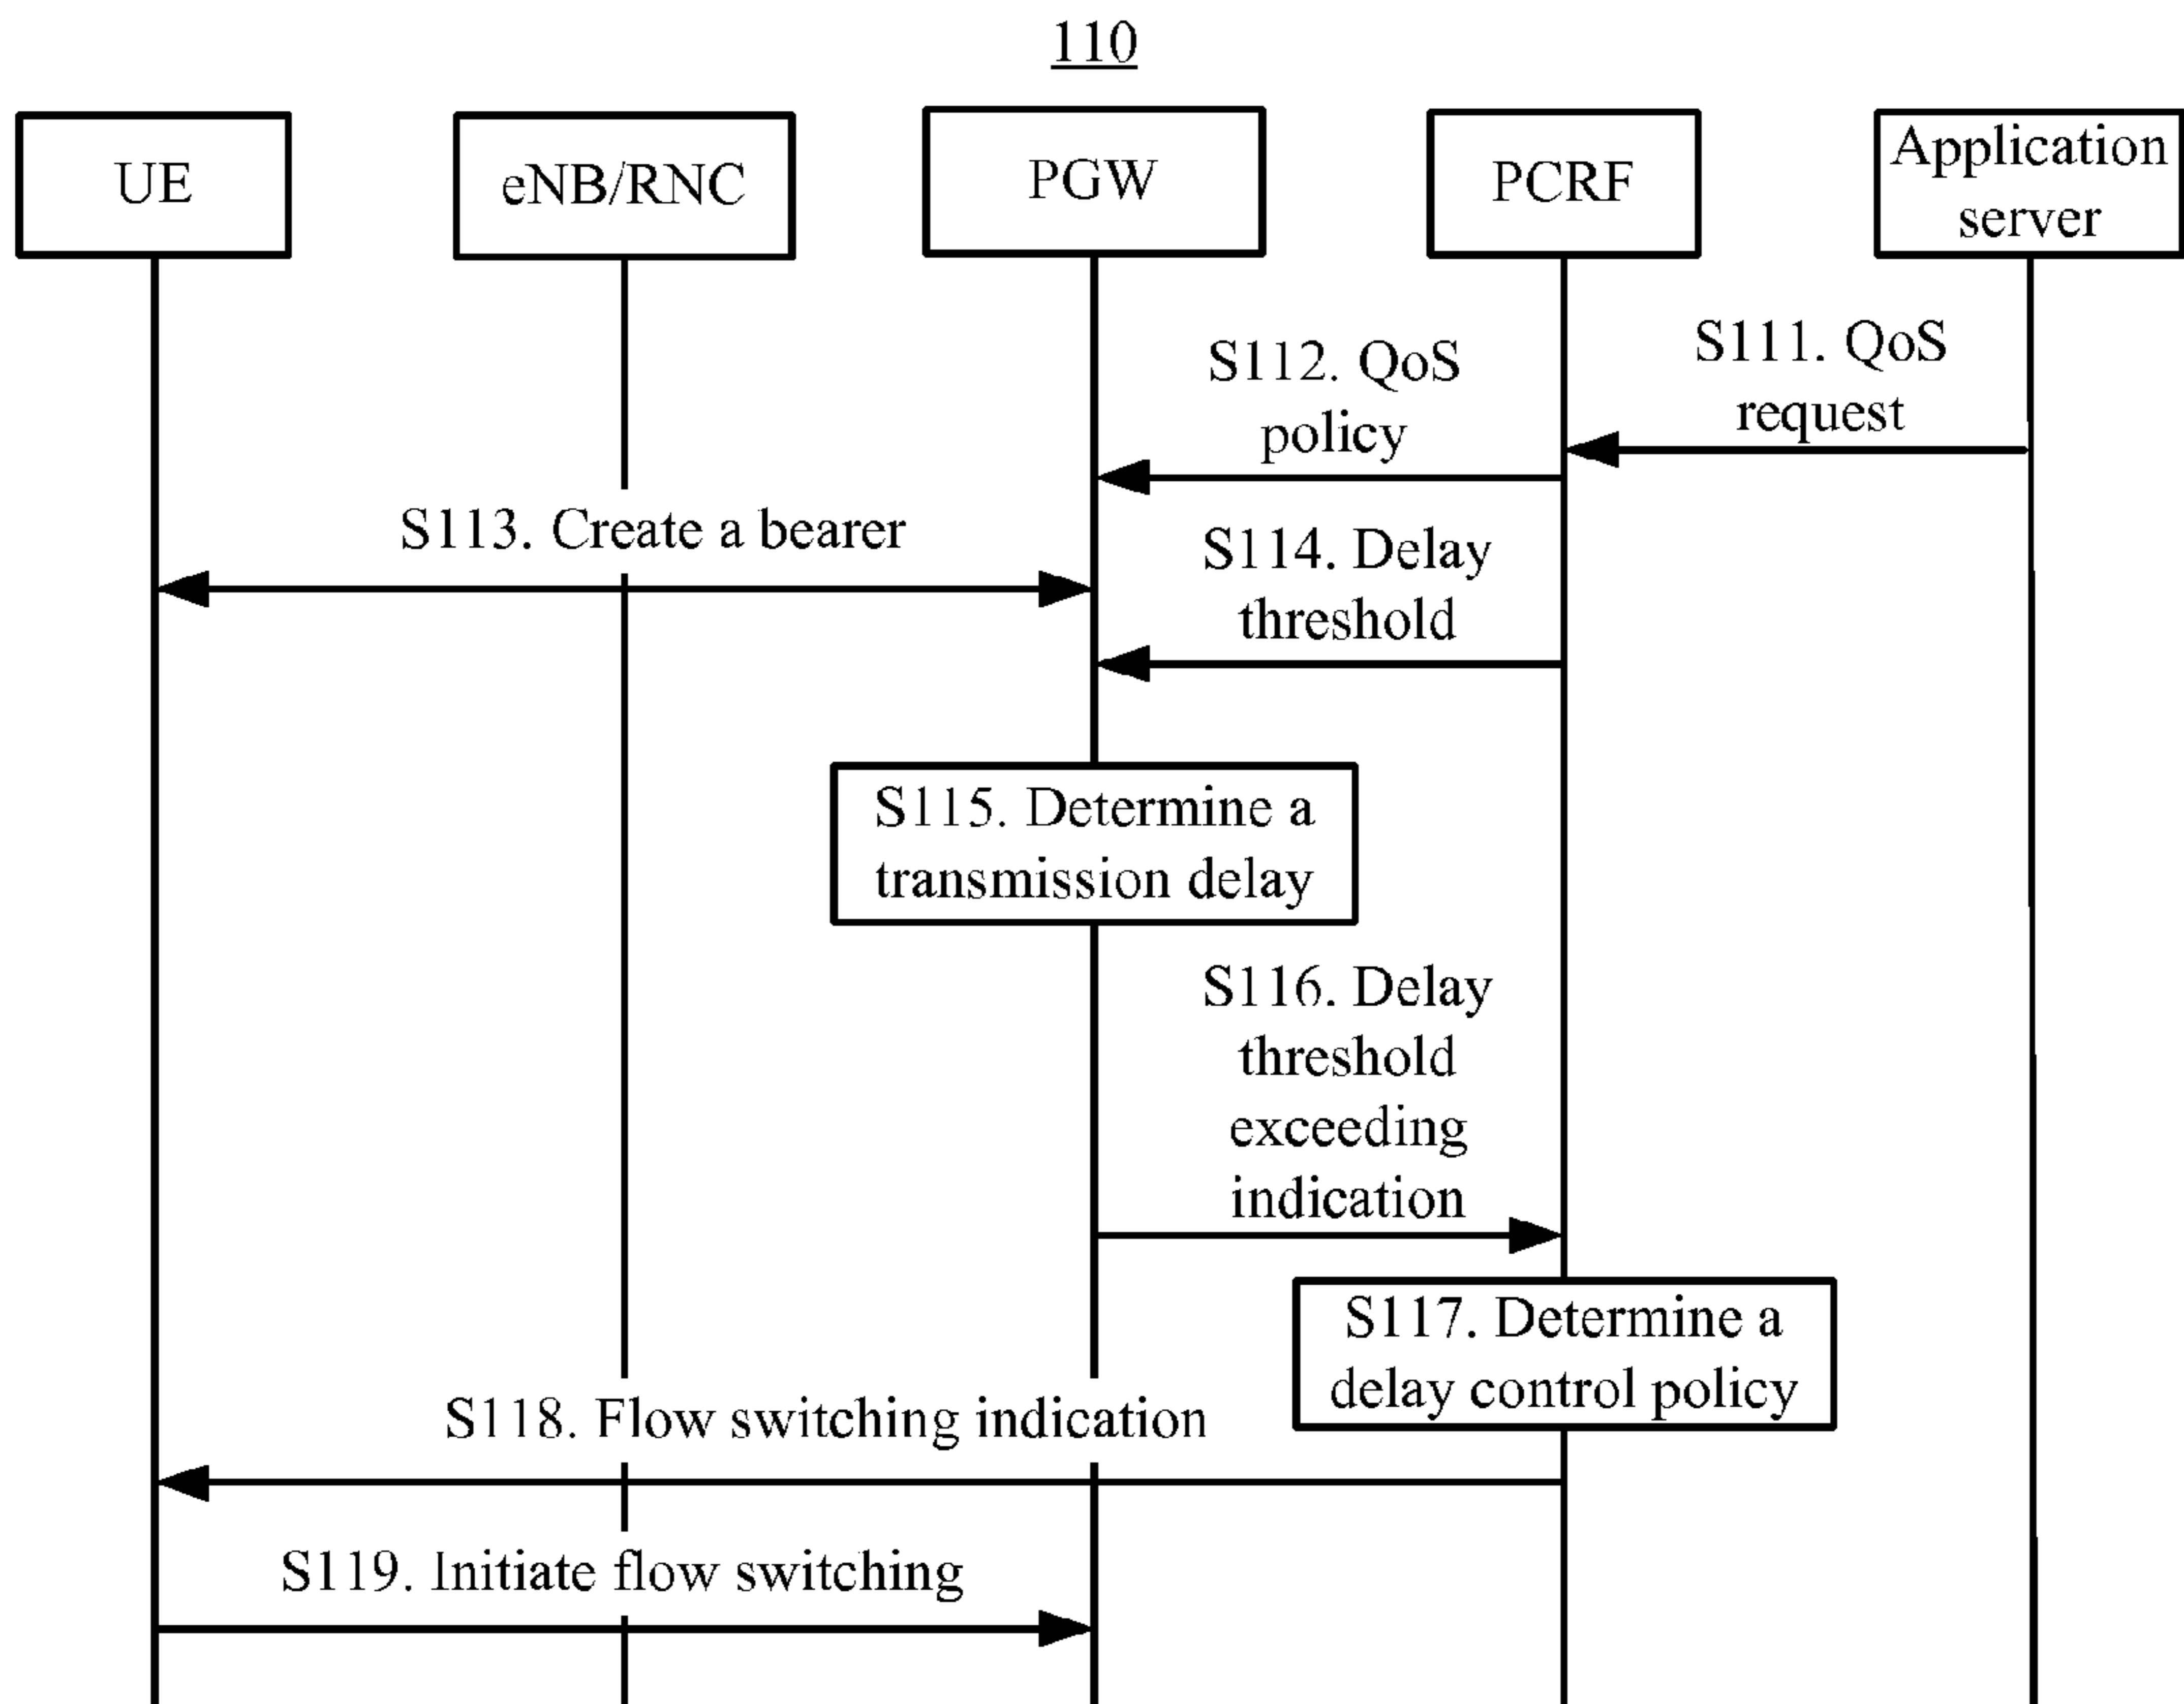 110
UE
eNB/RNC
PGW
PCRF
Application
server
S111. QoS
request
S112. QoS
policy
S113. Create a bearer
S114. Delay
threshold
S115. Determine a
transmission delay
S116. Delay
threshold
exceeding
indication
S117. Determine a
delay control policy
S118. Flow switching indication
S119. Initiate flow switching